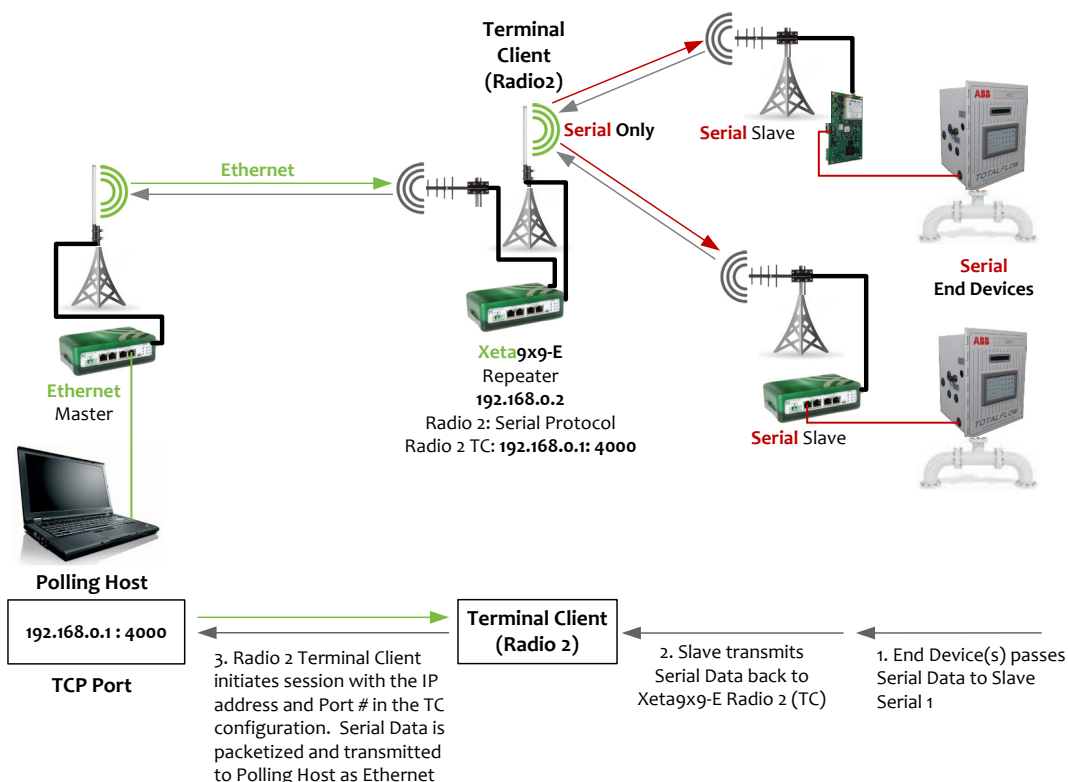 Terminal
Client
(Radio2)
Ethernet
Serial Only
Serial Slave
ABB
TOTALFLOW
Serial
End Devices
Ethernet
Master
Xeta9x9-E
Repeater
192.168.0.2
Radio 2: Serial Protocol
Radio 2 TC: 192.168.0.1: 4000
Serial Slave
ABB
TOTALFLOW
Polling Host
192.168.0.1 : 4000
TCP Port
Terminal Client
(Radio 2)
3. Radio 2 Terminal Client
initiates session with the IP
address and Port # in the TC
configuration. Serial Data is
packetized and transmitted
to Polling Host as Ethernet
2. Slave transmits
Serial Data back to
Xeta9x9-E Radio 2 (TC)
1. End Device(s) passes
Serial Data to Slave
Serial 1